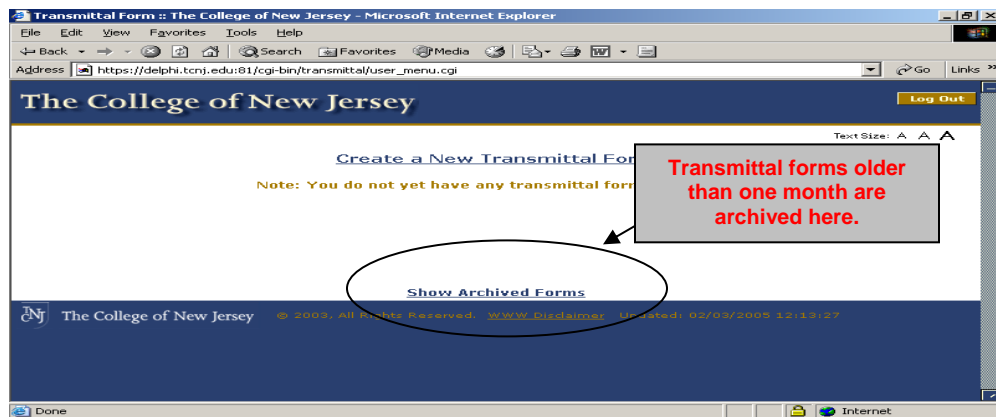 Transmittal Form :: The College of New Jersey - Microsoft Internet Explorer
File Edit View Favorites Tools Help
Back Search Favorites Media
Address https://delphi.tcnj.edu:81/cgi-bin/transmittal/user_menu.cgi Go Links »
The College of New Jersey Log Out
Text Size: A A A
Create a New Transmittal For
Note: You do not yet have any transmittal for
Transmittal forms older
than one month are
archived here.
Show Archived Forms
TNJ The College of New Jersey © 2003, All Rights Reserved. WWW Disclaimer Updated: 02/03/2005 12:13:27
Done Internet